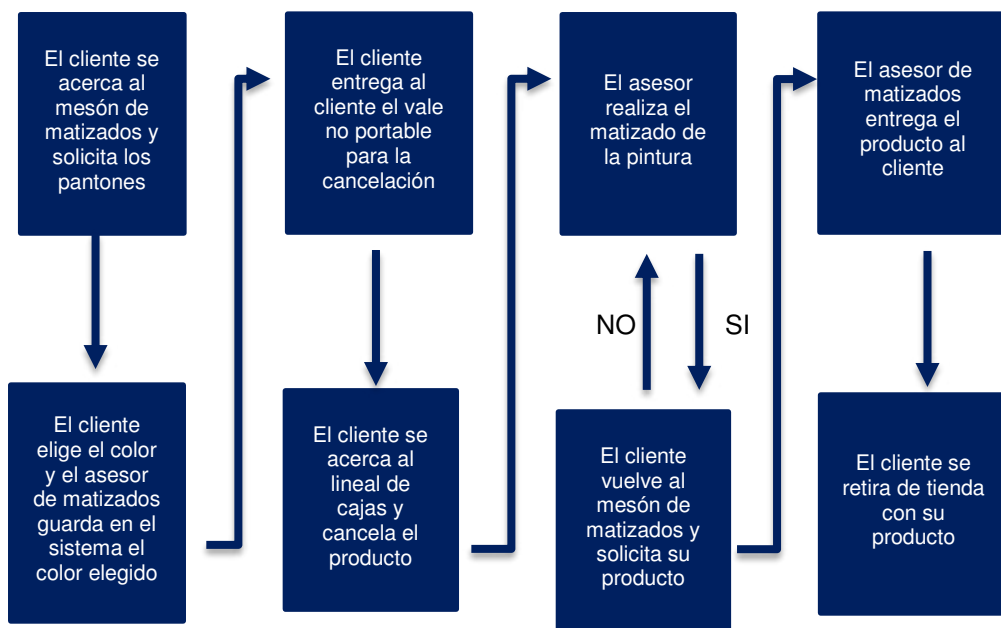 El cliente se
acerca al
mesón de
matizados y
solicita los
pantones
El cliente
elige el color
y el asesor
de matizados
guarda en el
sistema el
color elegido
El cliente
entrega al
cliente el vale
no portable
para la
cancelación
El cliente se
acerca al
lineal de
cajas y
cancela el
producto
El asesor
realiza el
matizado de
la pintura
NO
SI
El cliente
vuelve al
mesón de
matizados y
solicita su
producto
El asesor de
matizados
entrega el
producto al
cliente
El cliente se
retira de tienda
con su
producto